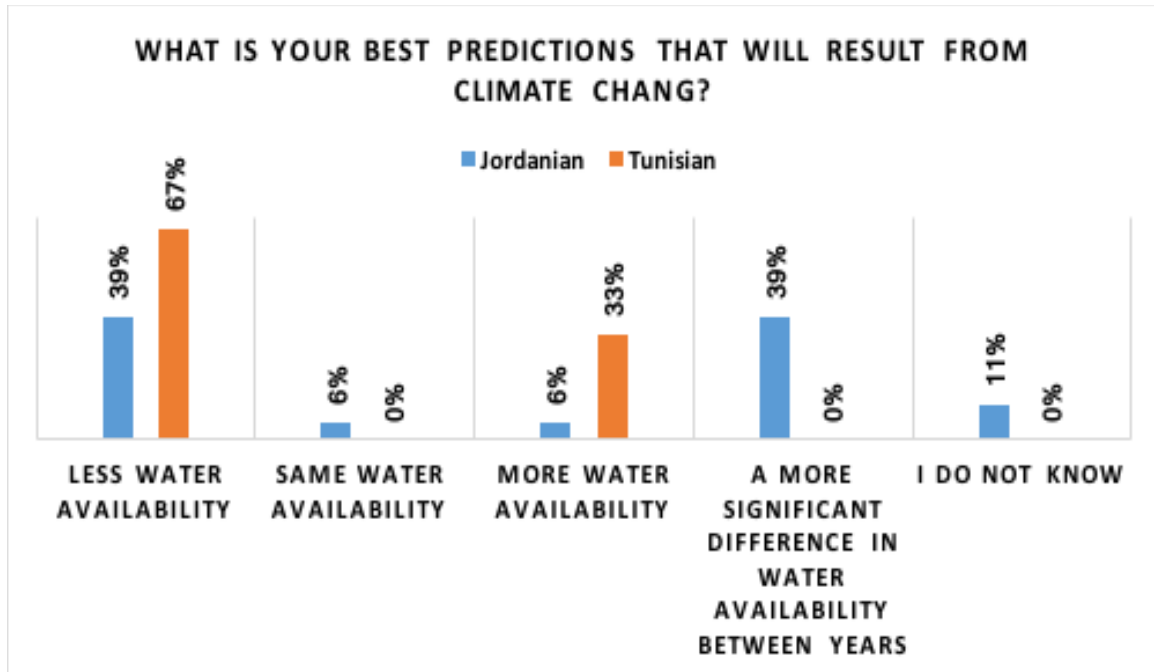 WHAT IS YOUR BEST PREDICTIONS THAT WILL RESULT FROM
CLIMATE CHANG?
Jordanian
Tunisian
39%
67%
6%
0%
6%
33%
39%
0%
11%
0%
LESS WATER
AVAILABILITY
SAME WATER
AVAILABILITY
MORE WATER
AVAILABILITY
A MORE
SIGNIFICANT
DIFFERENCE IN
WATER
AVAILABILITY
BETWEEN YEARS
I DO NOT KNOW